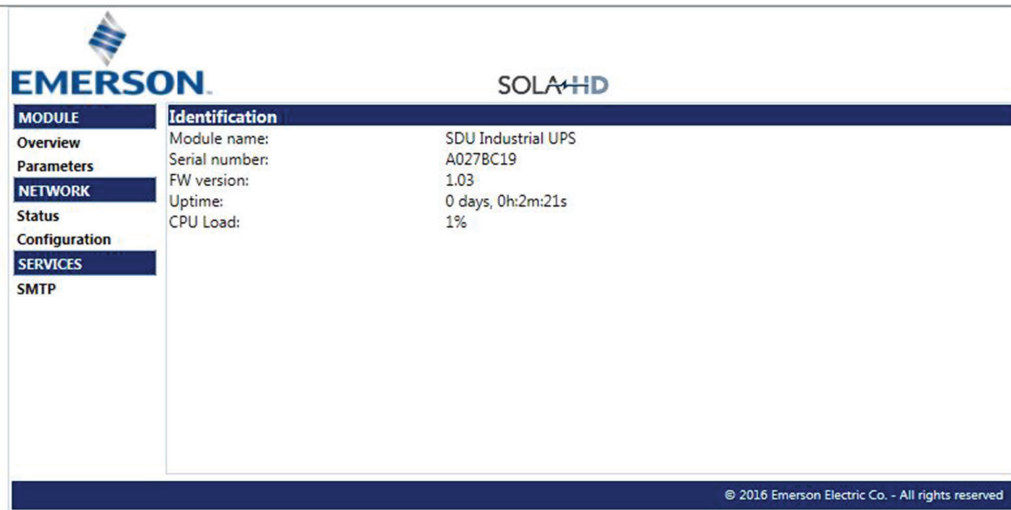 EMERSON.
SOLA HD
MODULE
Overview
Parameters
NETWORK
Status
Configuration
SERVICES
SMTP
Identification
Module name: SDU Industrial UPS
Serial number: A027BC19
FW version: 1.03
Uptime: 0 days, 0h:2m:21s
CPU Load: 1%
© 2016 Emerson Electric Co. - All rights reserved